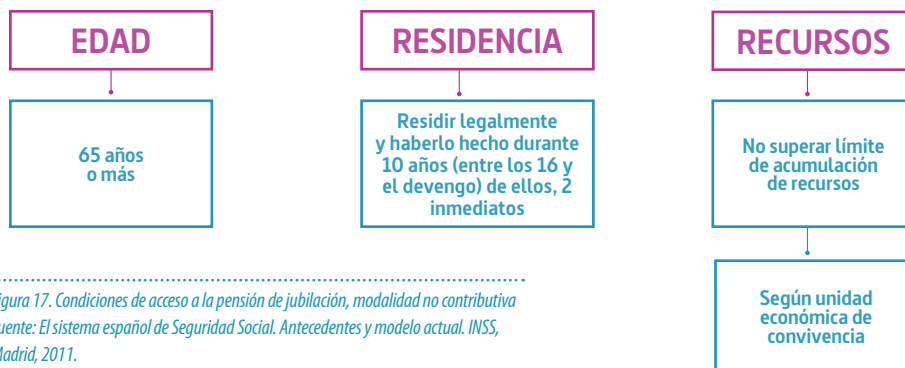 EDAD
65 años
o más
RESIDENCIA
Residir legalmente
y haberlo hecho durante
10 años (entre los 16 y
el devengo) de ellos, 2
inmediatos
RECURSOS
No superar límite
de acumulación
de recursos
Según unidad
económica de
convivencia
igura 17. Condiciones de acceso a la pensión de jubilación, modalidad no contributiva
uente: El sistema español de Seguridad Social. Antecedentes y modelo actual. INSS,
Madrid, 2011.